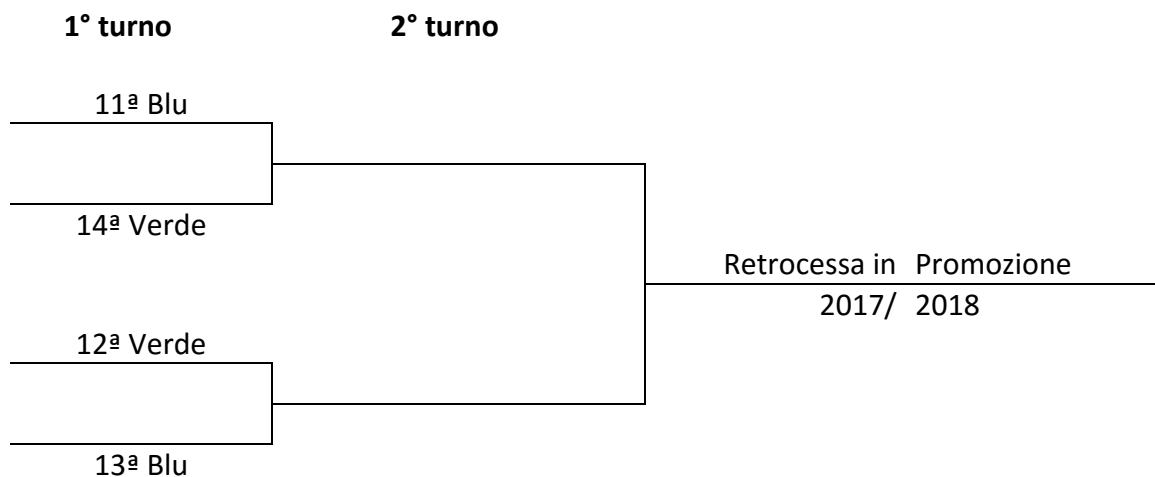 1° turno 2° turno
11ª Blu
14ª Verde
Retrocessa in Promozione
2017/ 2018
12ª Verde
13ª Blu